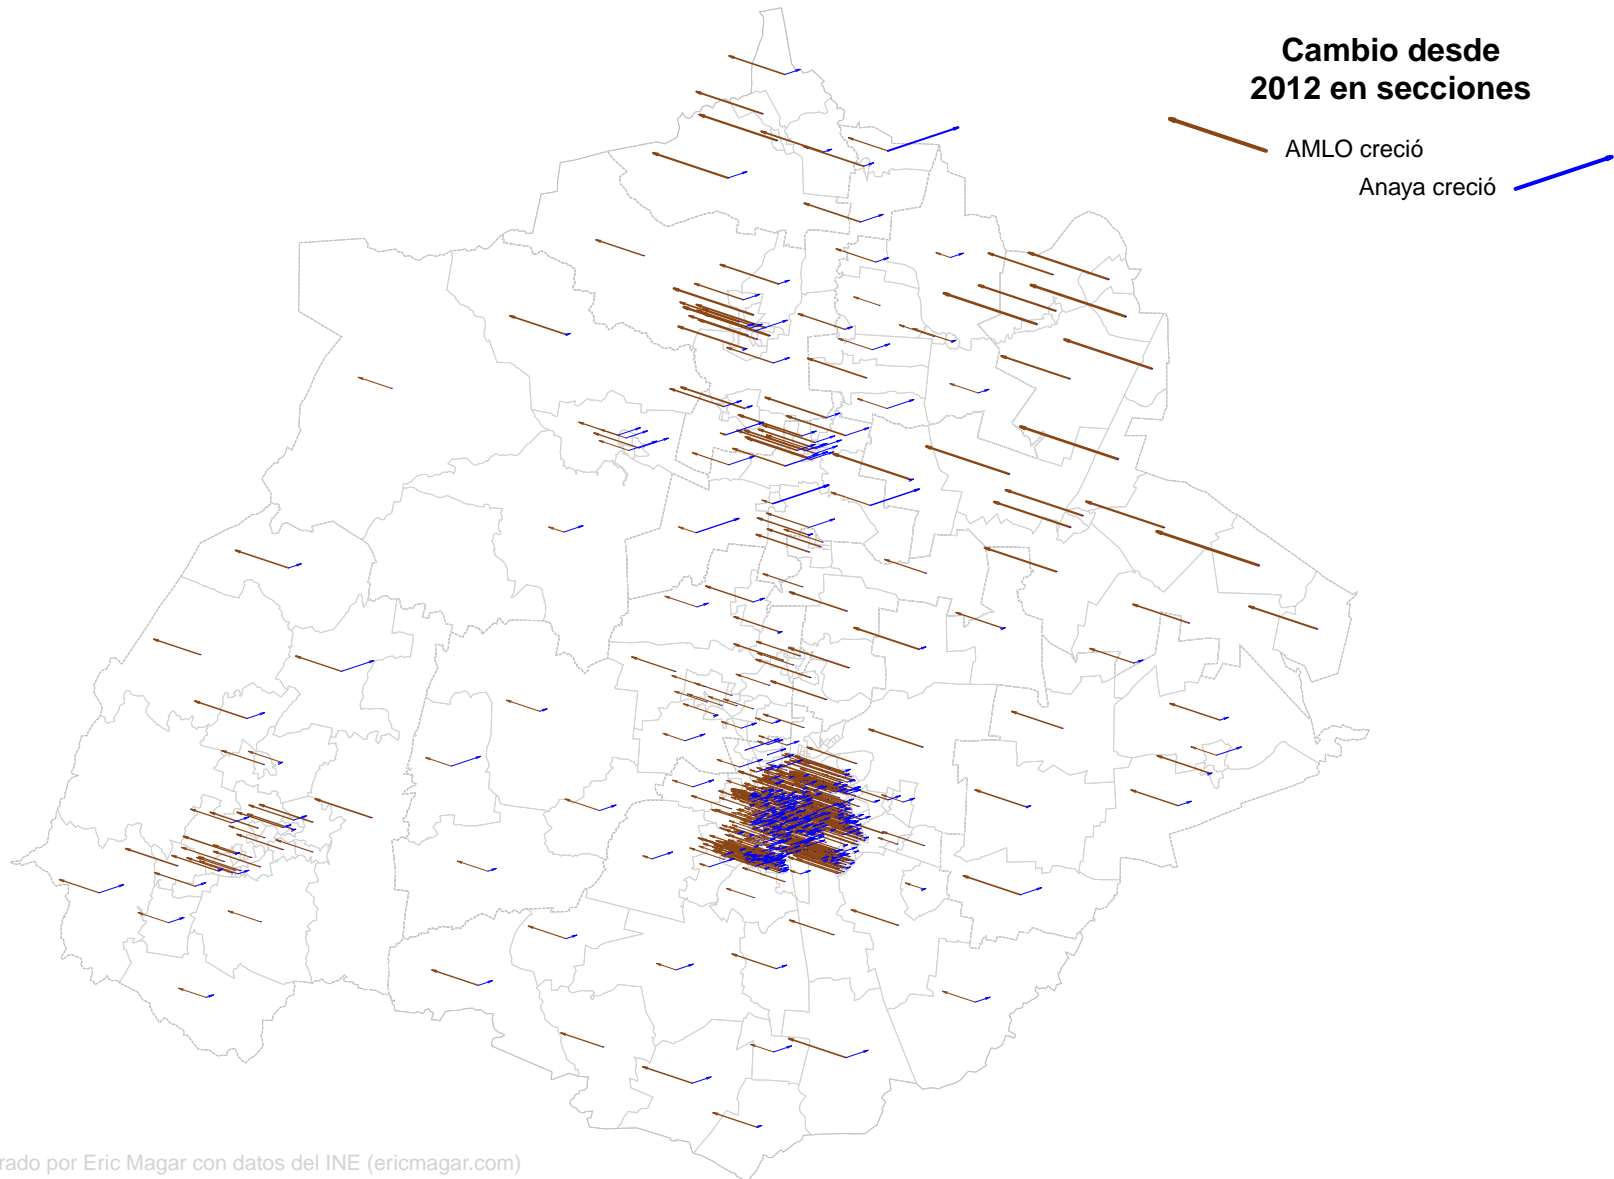 Cambio desde
2012 en secciones
AMLO creció
Anaya creció
rado por Eric Magar con datos del INE (ericmagar.com)